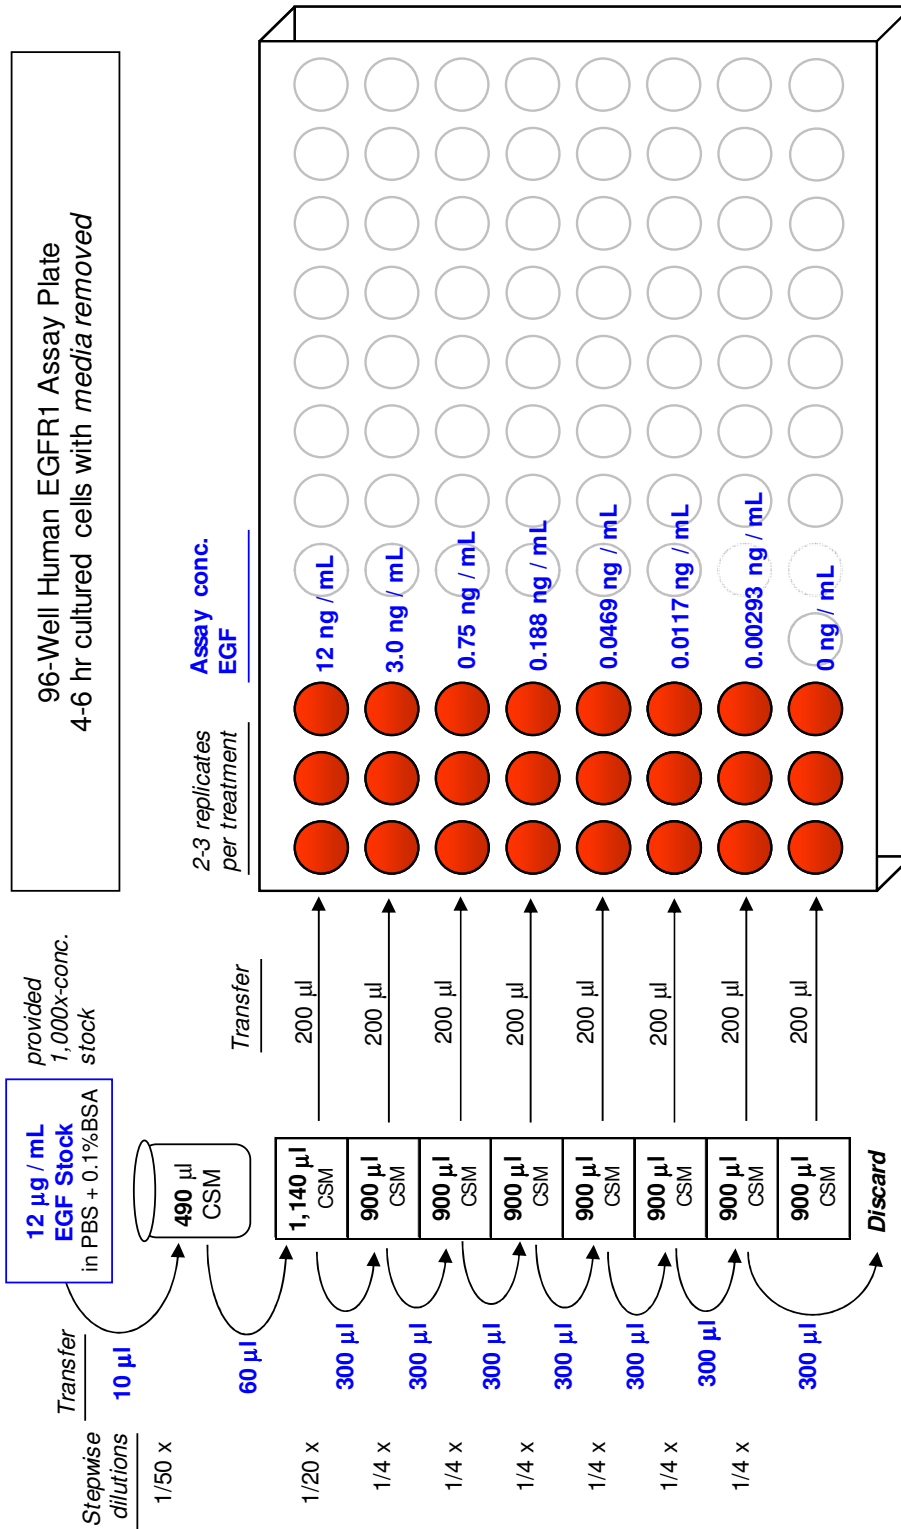 96-Well Human EGFR1 Assay Plate
4-6 hr cultured cells with media removed
Stepwise
dilutions
Transfer
12 µg / mL
EGF Stock
in PBS + 0.1%BSA
provided
1,000x-conc.
stock
1/50 x
10 µl
490 µl
CSM
60 µl
Transfer
2-3 replicates
per treatment
Assay conc.
EGF
1/20 x
1,140 µl
CSM
200 µl
12 ng / mL
1/4 x
300 µl
900 µl
CSM
200 µl
3.0 ng / mL
1/4 x
300 µl
900 µl
CSM
200 µl
0.75 ng / mL
1/4 x
300 µl
900 µl
CSM
200 µl
0.188 ng / mL
1/4 x
300 µl
900 µl
CSM
200 µl
0.0469 ng / mL
1/4 x
300 µl
900 µl
CSM
200 µl
0.0117 ng / mL
1/4 x
300 µl
900 µl
CSM
200 µl
0.00293 ng / mL
300 µl
900 µl
CSM
200 µl
0 ng / mL
Discard